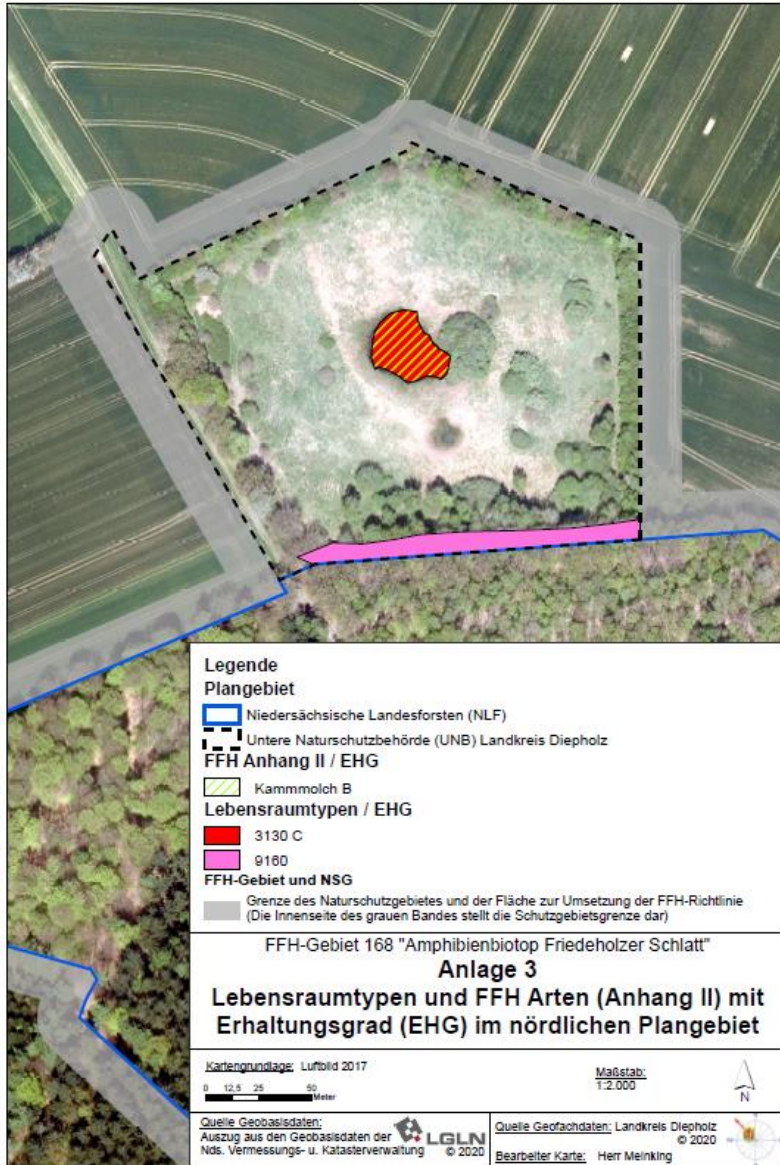 Legende
Plangebiet
Niedersächsische Landesforsten (NLF)
Untere Naturschutzbehörde (UNB) Landkreis Diepholz
FFH Anhang II / EHG
Kammmolch B
Lebensraumtypen / EHG
3130 C
9160
FFH-Gebiet und NSG
Grenze des Naturschutzgebietes und der Fläche zur Umsetzung der FFH-Richtlinie
(Die Innenseite des grauen Bandes stellt die Schutzgebietsgrenze dar)
FFH-Gebiet 168 "Amphibienbiotop Friedeholzer Schlatt"
Anlage 3
Lebensraumtypen und FFH Arten (Anhang II) mit
Erhaltungsgrad (EHG) im nördlichen Plangebiet
Kartengrundlage: Luftbild 2017
0 12,5 25 50
Meter
Maßstab:
1:2.000
N
Quelle Geobasisdaten:
Auszug aus den Geobasisdaten der
Nds. Vermessungs- u. Katasterverwaltung
LGLN
© 2020
Quelle Geofachdaten: Landkreis Diepholz
© 2020
Bearbeiter Karte: Herr Meinking